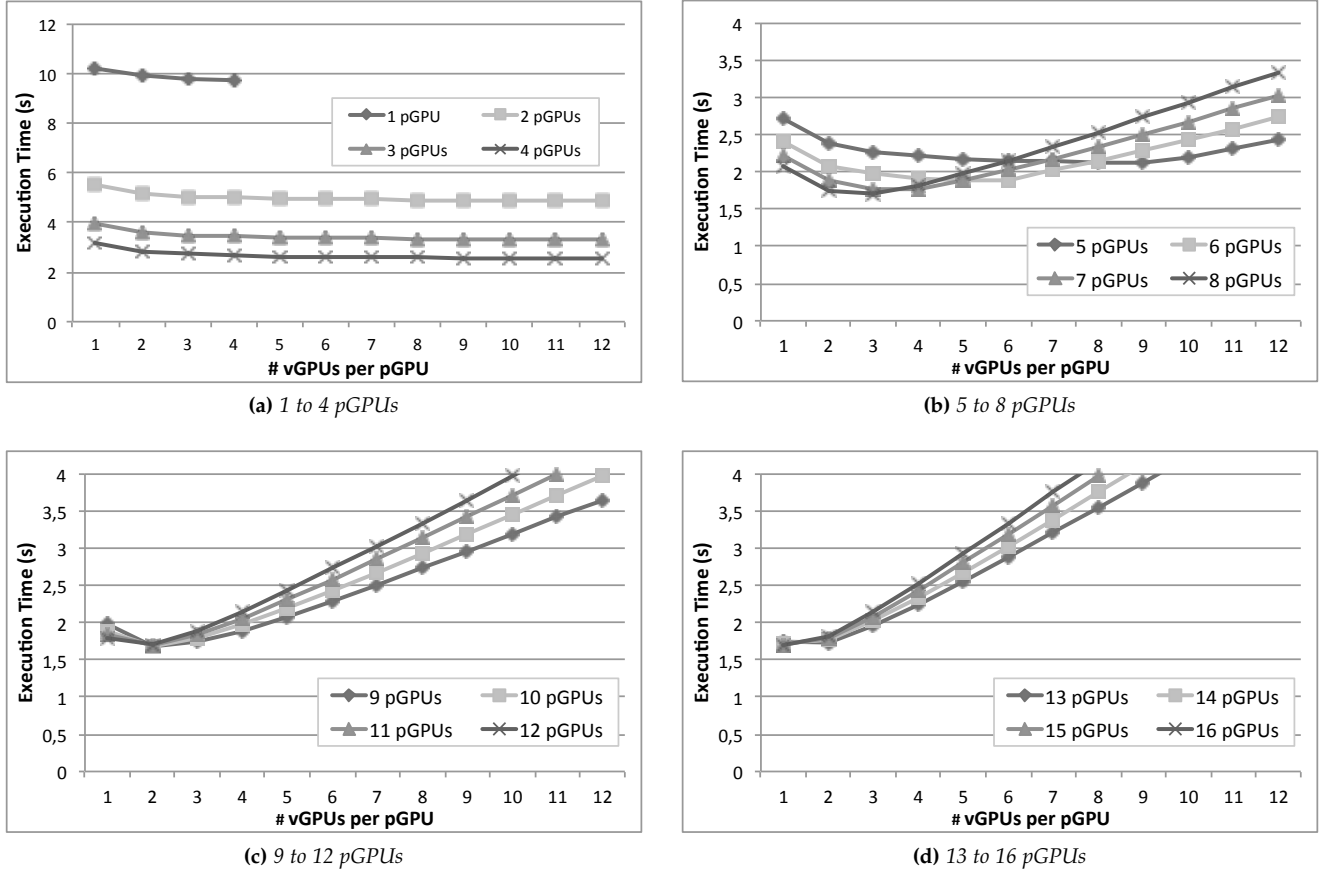 12
10
8
6
4
2
0
Execution Time (s)
1 pGPU
2 pGPUs
3 pGPUs
4 pGPUs
1 2 3 4 5 6 7 8 9 10 11 12
# vGPUs per pGPU
(a) 1 to 4 pGPUs
4
3,5
3
2,5
2
1,5
1
0,5
0
Execution Time (s)
5 pGPUs
6 pGPUs
7 pGPUs
8 pGPUs
1 2 3 4 5 6 7 8 9 10 11 12
# vGPUs per pGPU
(b) 5 to 8 pGPUs
4
3,5
3
2,5
2
1,5
1
0,5
0
Execution Time (s)
9 pGPUs
10 pGPUs
11 pGPUs
12 pGPUs
1 2 3 4 5 6 7 8 9 10 11 12
# vGPUs per pGPU
(c) 9 to 12 pGPUs
4
3,5
3
2,5
2
1,5
1
0,5
0
Execution Time (s)
13 pGPUs
14 pGPUs
15 pGPUs
16 pGPUs
1 2 3 4 5 6 7 8 9 10 11 12
# vGPUs per pGPU
(d) 13 to 16 pGPUs